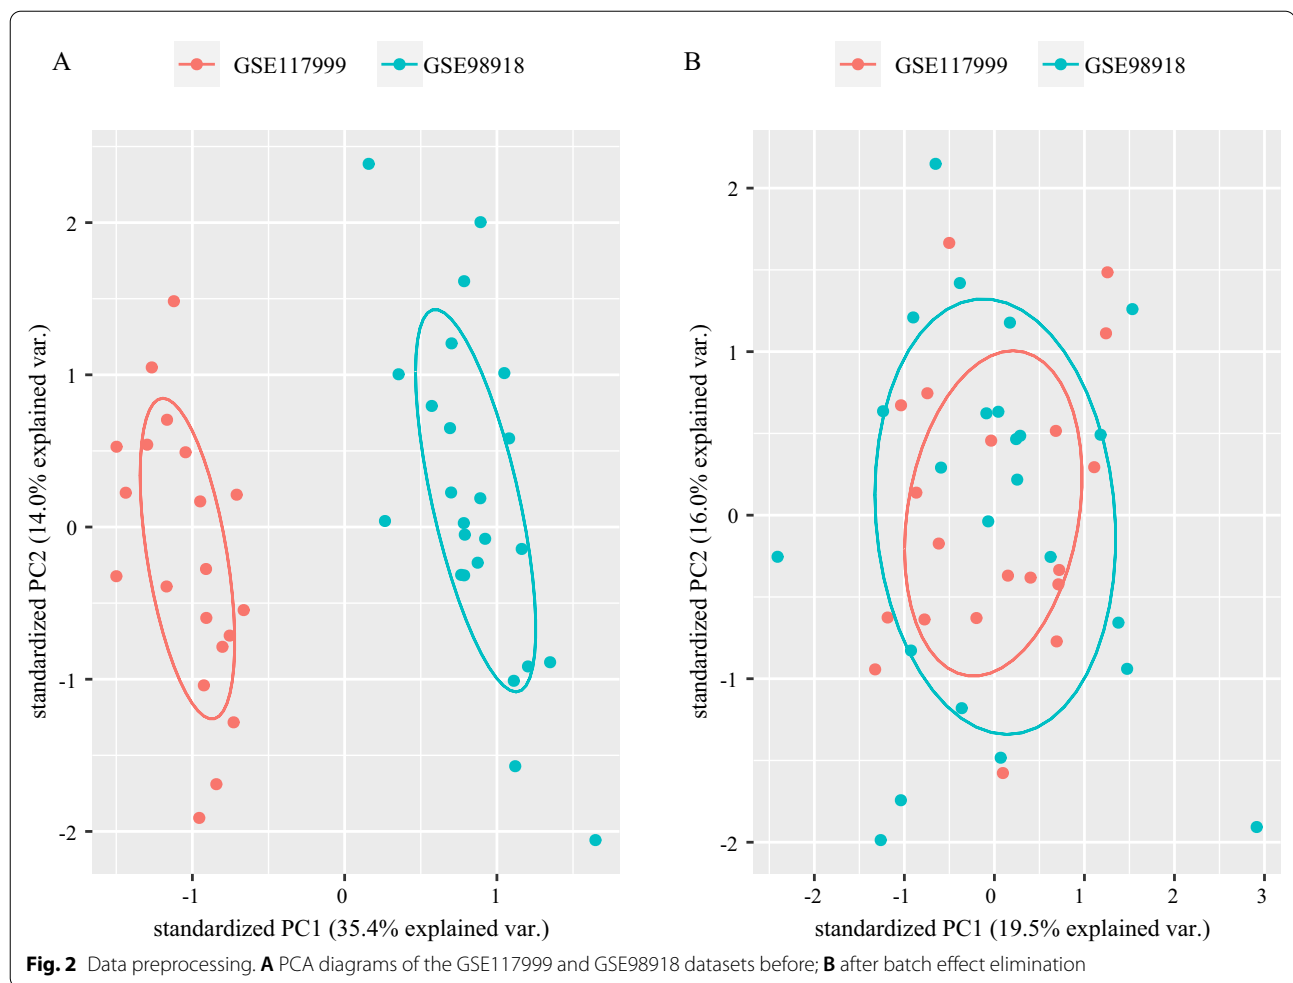 A
GSE117999 GSE98918
standardized PC2 (14.0% explained var.)
2
1
0
-1
-2
-1 0 1
standardized PC1 (35.4% explained var.)
B
GSE117999 GSE98918
standardized PC2 (16.0% explained var.)
2
1
0
-1
-2
-2 -1 0 1 2 3
standardized PC1 (19.5% explained var.)
Fig. 2 Data preprocessing. A PCA diagrams of the GSE117999 and GSE98918 datasets before; B after batch effect elimination